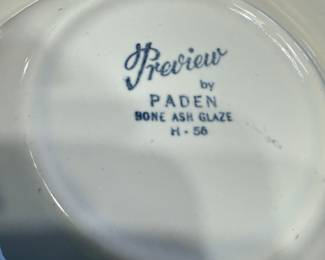 Preview
by
PADEN
BONE ASH GLAZE
H-58